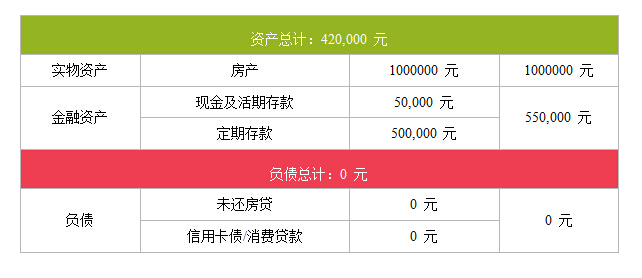 资产总计：420,000 元
实物资产 房产 1000000 元 1000000 元
金融资产 现金及活期存款 50,000 元 550,000 元
定期存款 500,000 元
负债总计：0 元
负债 未还房贷 0 元 0 元
信用卡债/消费贷款 0 元